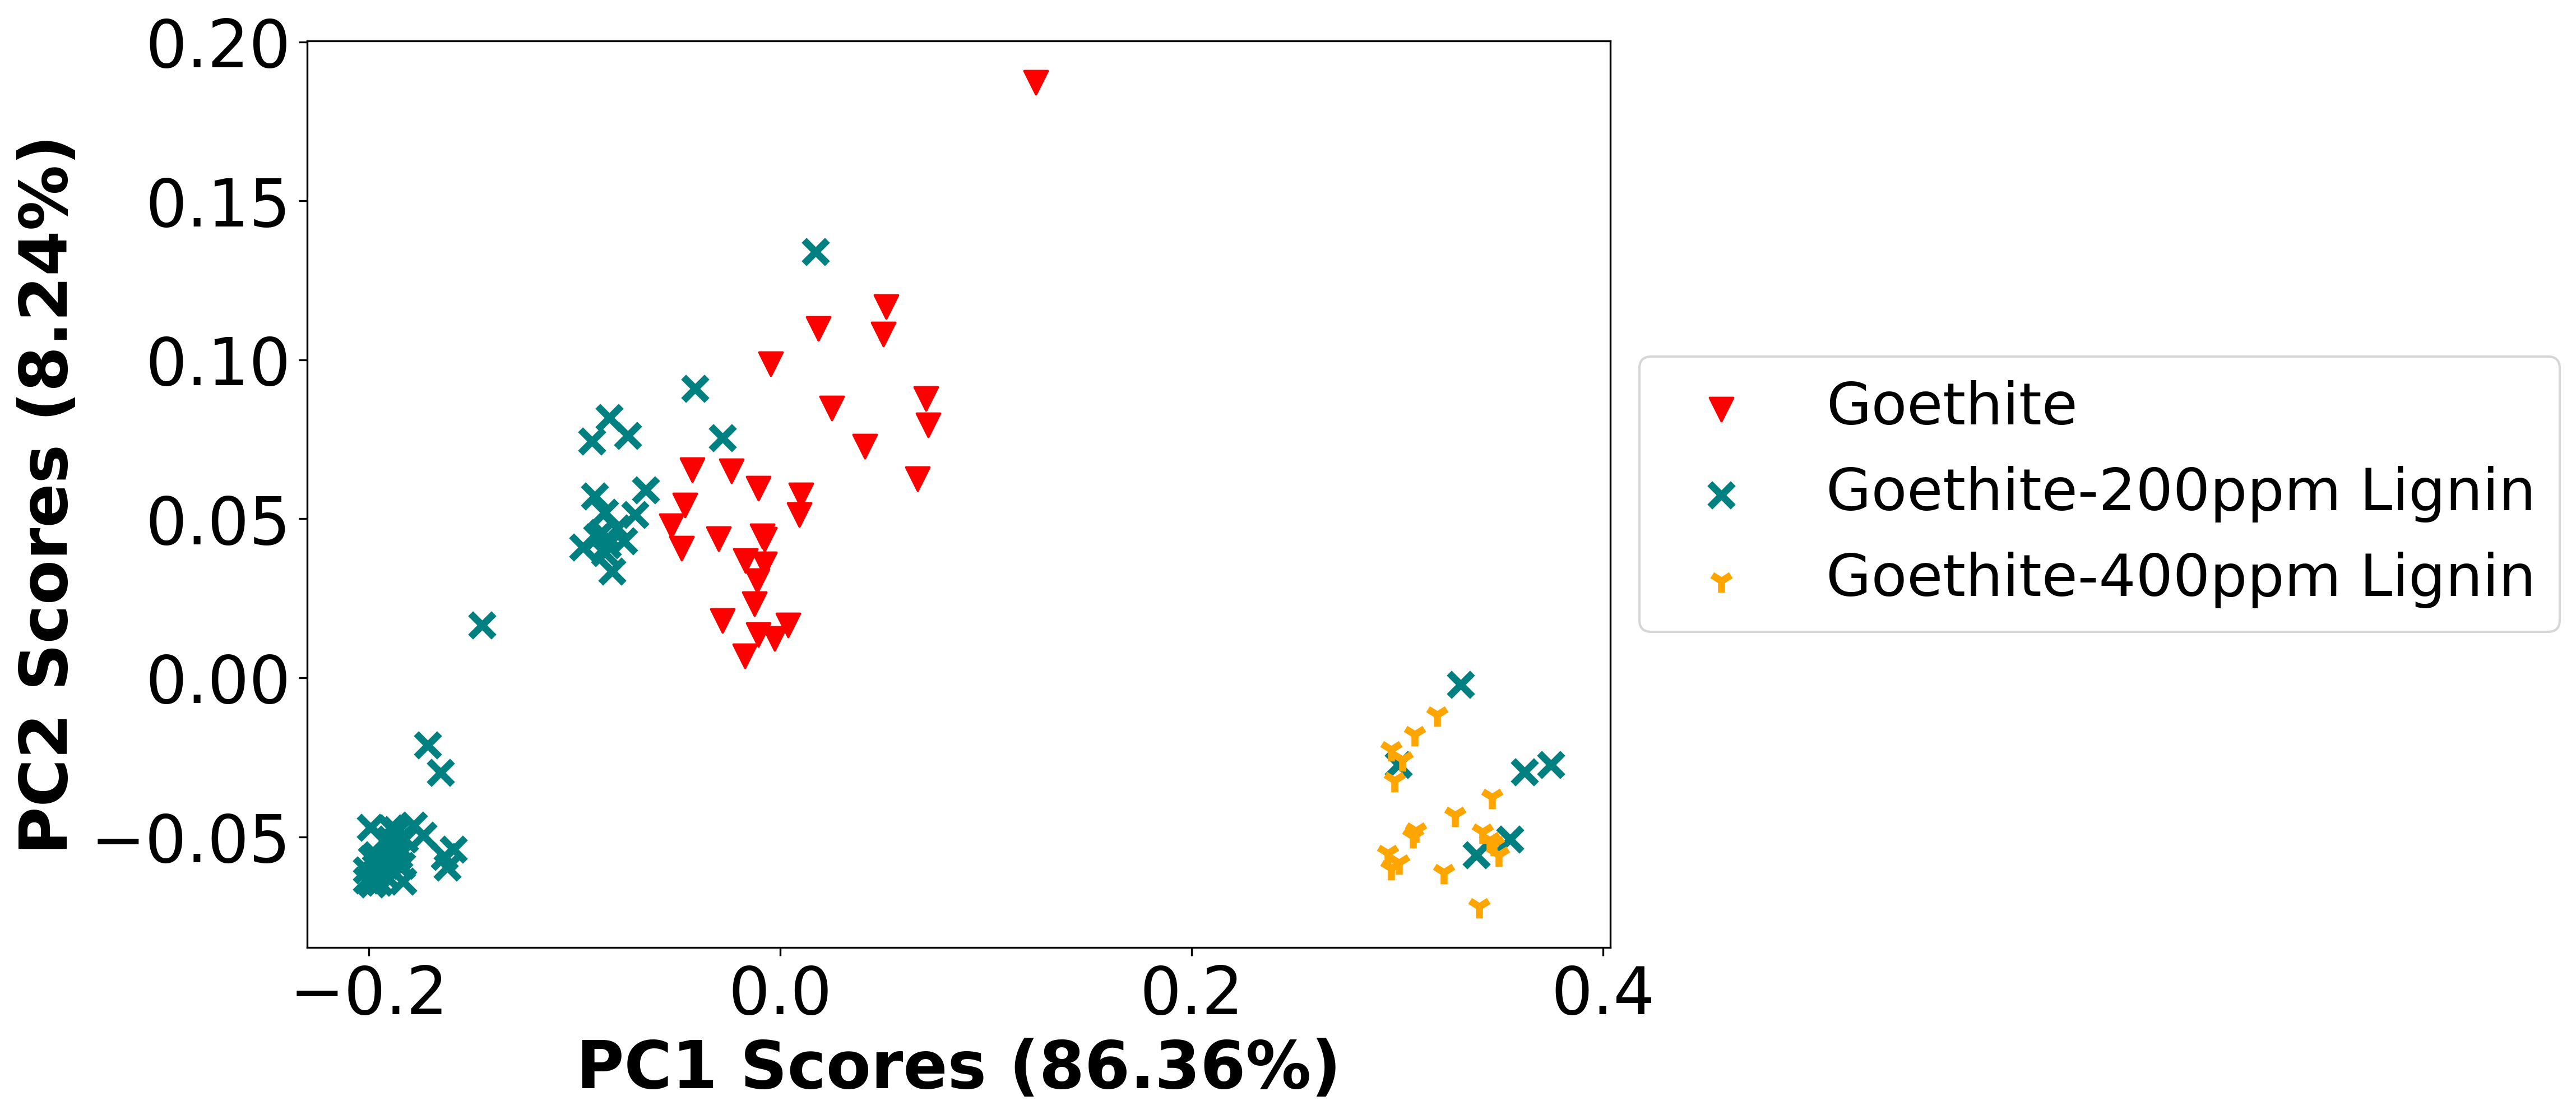 0.20
0.15
0.10
0.05
0.00
−0.05
PC2 Scores (8.24%)
−0.2
0.0
0.2
0.4
PC1 Scores (86.36%)
Goethite
Goethite-200ppm Lignin
Goethite-400ppm Lignin